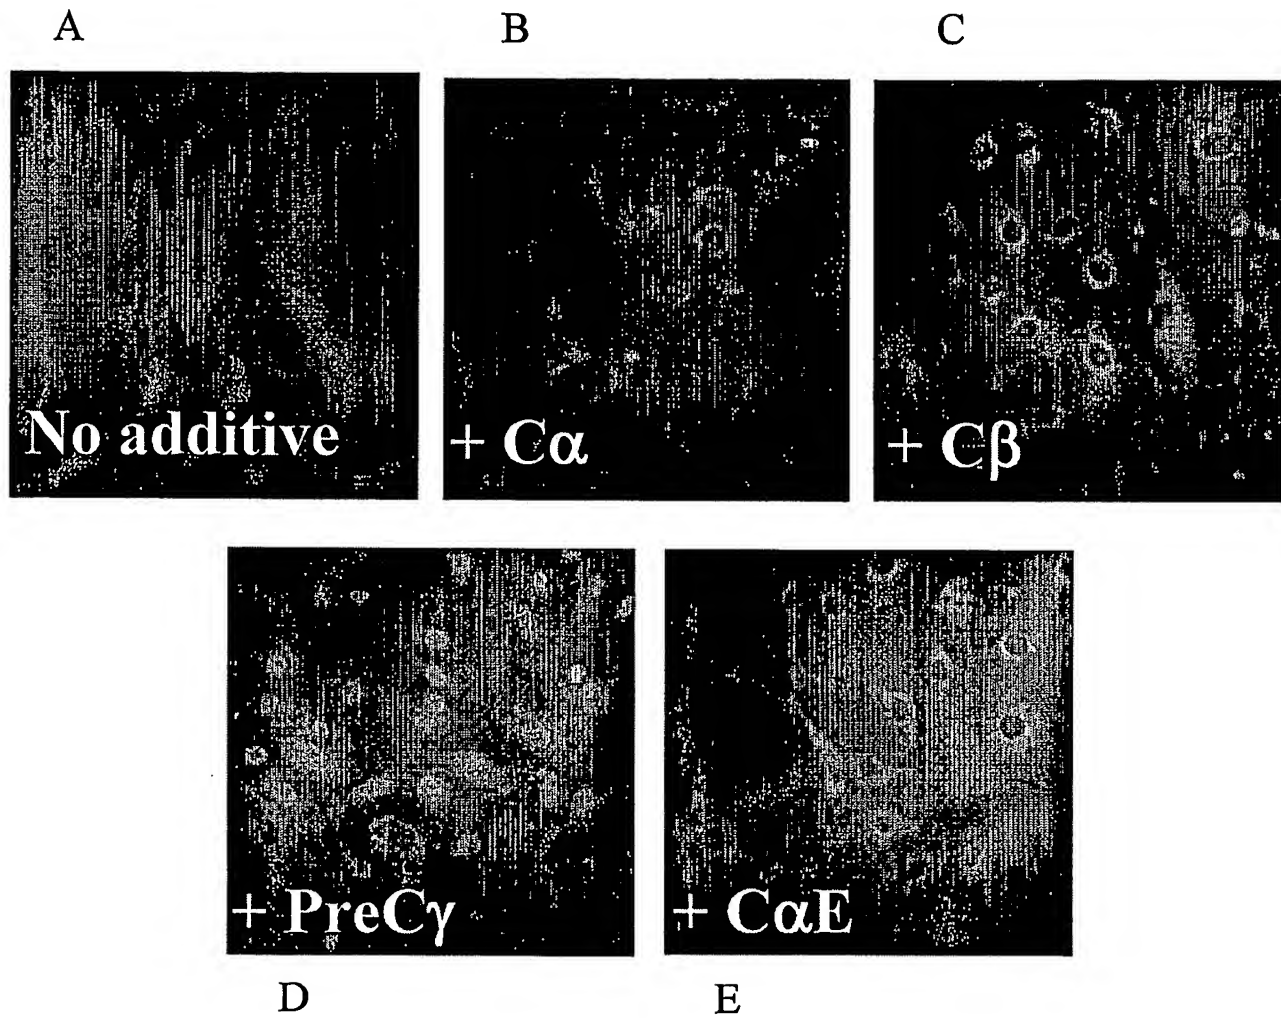 A
B
C
No additive
+ Cα
+ Cβ
+ PreCγ
+ CαE
D
E